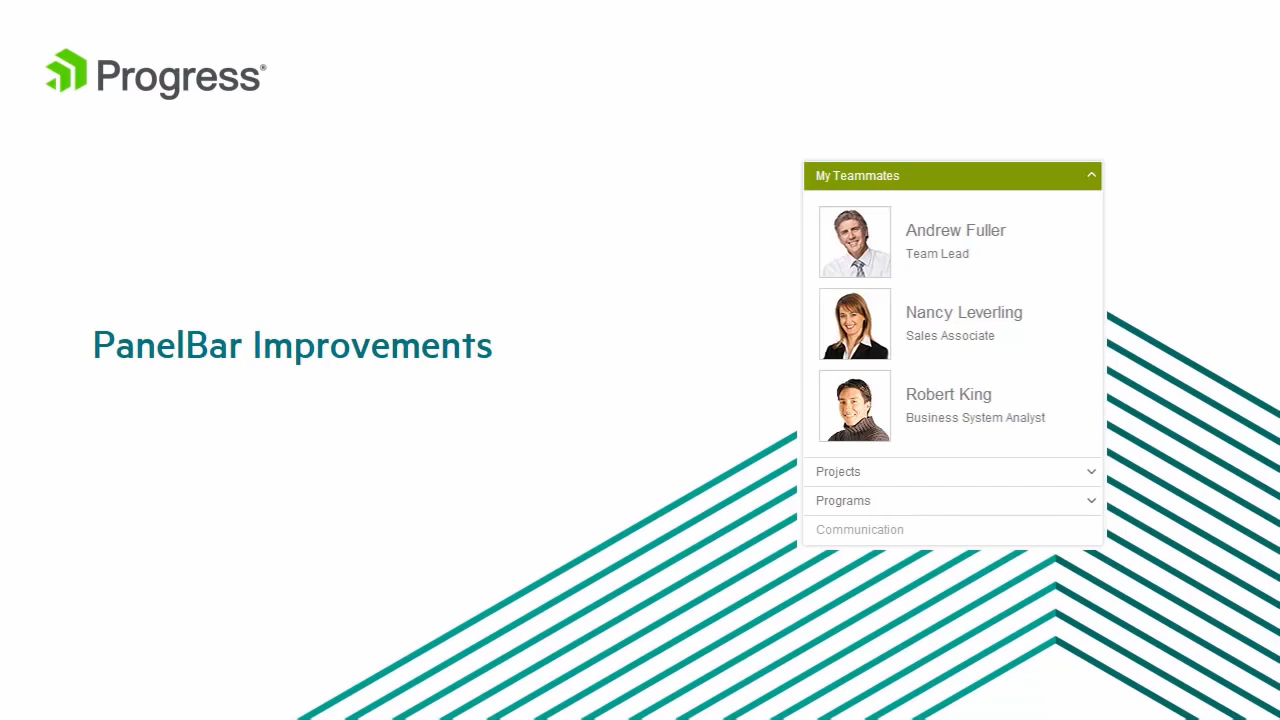 Progress®
PanelBar Improvements
My Teammates
Andrew Fuller
Team Lead
Nancy Leverling
Sales Associate
Robert King
Business System Analyst
Projects
Programs
Communication